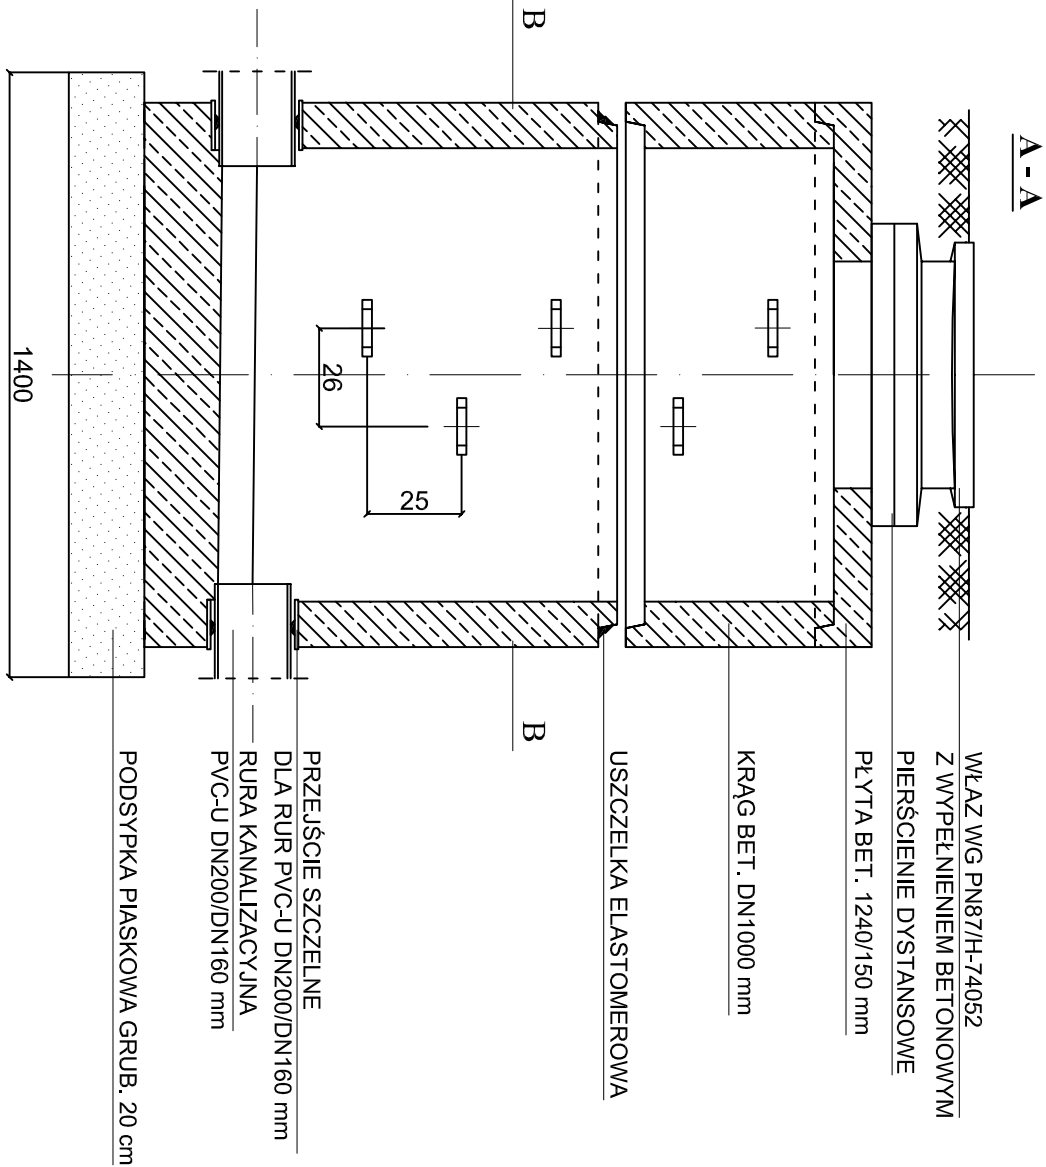 A - A
WŁAZ WG PN87/H-74052
Z WYPEŁNIENIEM BETONOWYM
PIERŚCIENIE DYSTANSOWE
PŁYTA BET. 1240/150 mm
KRĄG BET. DN1000 mm
USZCZELKA ELASTOMEROWA
B
B
26
25
PRZEJŚCIE SZCZELNE
DLA RUR PVC-U DN200/DN160 mm
RURA KANALIZACYJNA
PVC-U DN200/DN160 mm
PODSYPKA PIASKOWA GRUB. 20 cm
1400